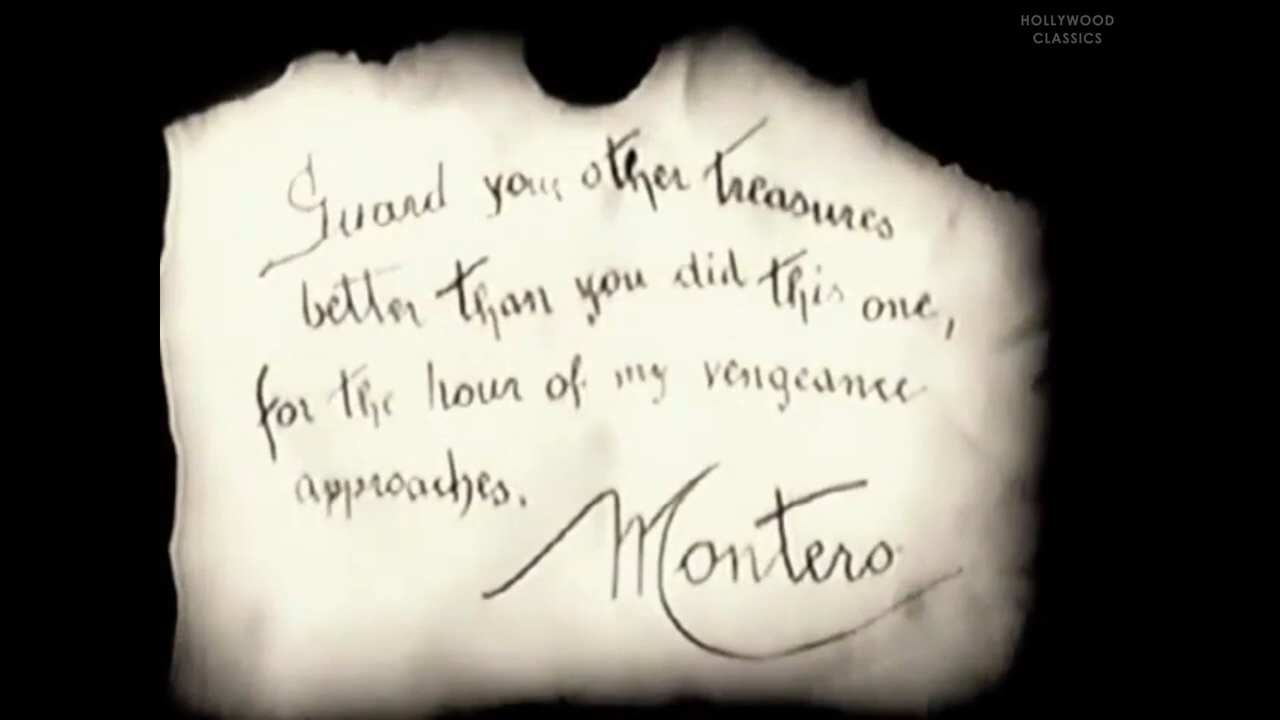 HOLLYWOOD
CLASSICS
Guard your other treasures
better than you did this one,
for the hour of my vengeance
approaches.
Montero